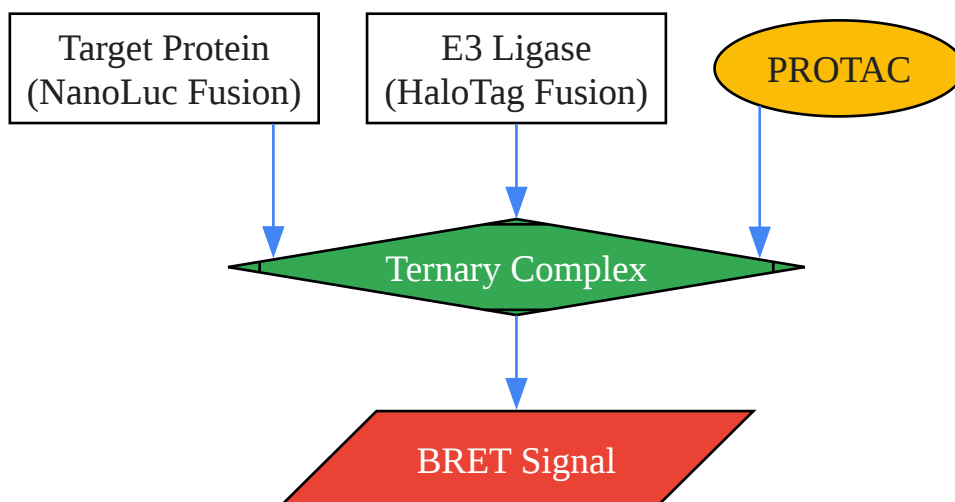 Target Protein
(NanoLuc Fusion)
E3 Ligase
(HaloTag Fusion)
PROTAC
Ternary Complex
BRET Signal